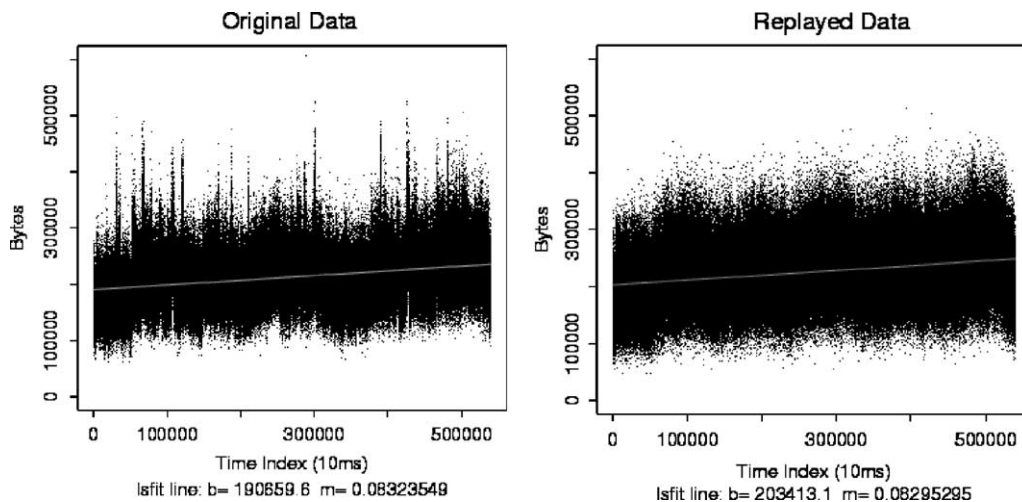 Original Data
Bytes
500000
300000
100000
0
0
100000
300000
500000
Time Index (10ms)
lsfit line: b= 190659.6 m= 0.08323549
Replayed Data
Bytes
500000
300000
100000
0
0
100000
300000
500000
Time Index (10ms)
lsfit line: b= 203413.1 m= 0.08295295